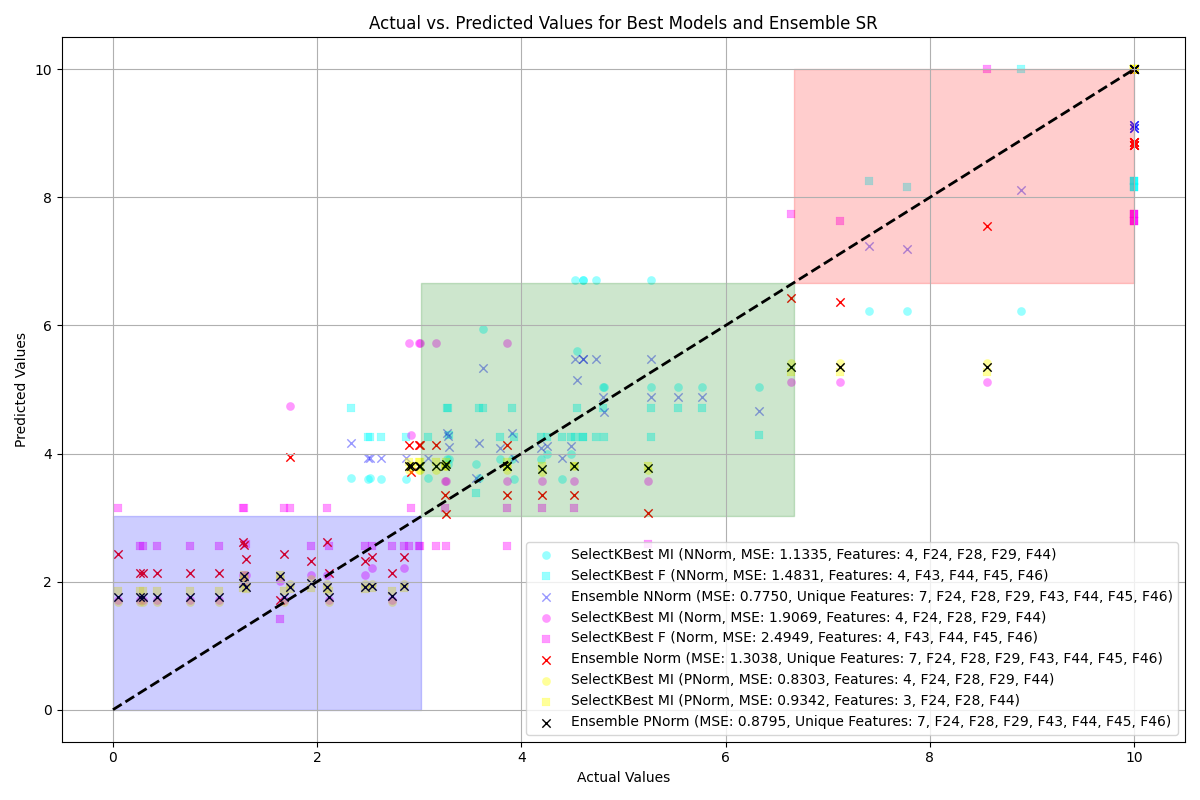 Actual vs. Predicted Values for Best Models and Ensemble SR
Predicted Values
10
8
6
4
2
0
SelectKBest MI (NNorm, MSE: 1.1335, Features: 4, F24, F28, F29, F44)
SelectKBest F (NNorm, MSE: 1.4831, Features: 4, F43, F44, F45, F46)
Ensemble NNorm (MSE: 0.7750, Unique Features: 7, F24, F28, F29, F43, F44, F45, F46)
SelectKBest MI (Norm, MSE: 1.9069, Features: 4, F24, F28, F29, F44)
SelectKBest F (Norm, MSE: 2.4949, Features: 4, F43, F44, F45, F46)
Ensemble Norm (MSE: 1.3038, Unique Features: 7, F24, F28, F29, F43, F44, F45, F46)
SelectKBest MI (PNorm, MSE: 0.8303, Features: 4, F24, F28, F29, F44)
SelectKBest MI (PNorm, MSE: 0.9342, Features: 3, F24, F28, F44)
Ensemble PNorm (MSE: 0.8795, Unique Features: 7, F24, F28, F29, F43, F44, F45, F46)
0 2 4 6 8 10
Actual Values